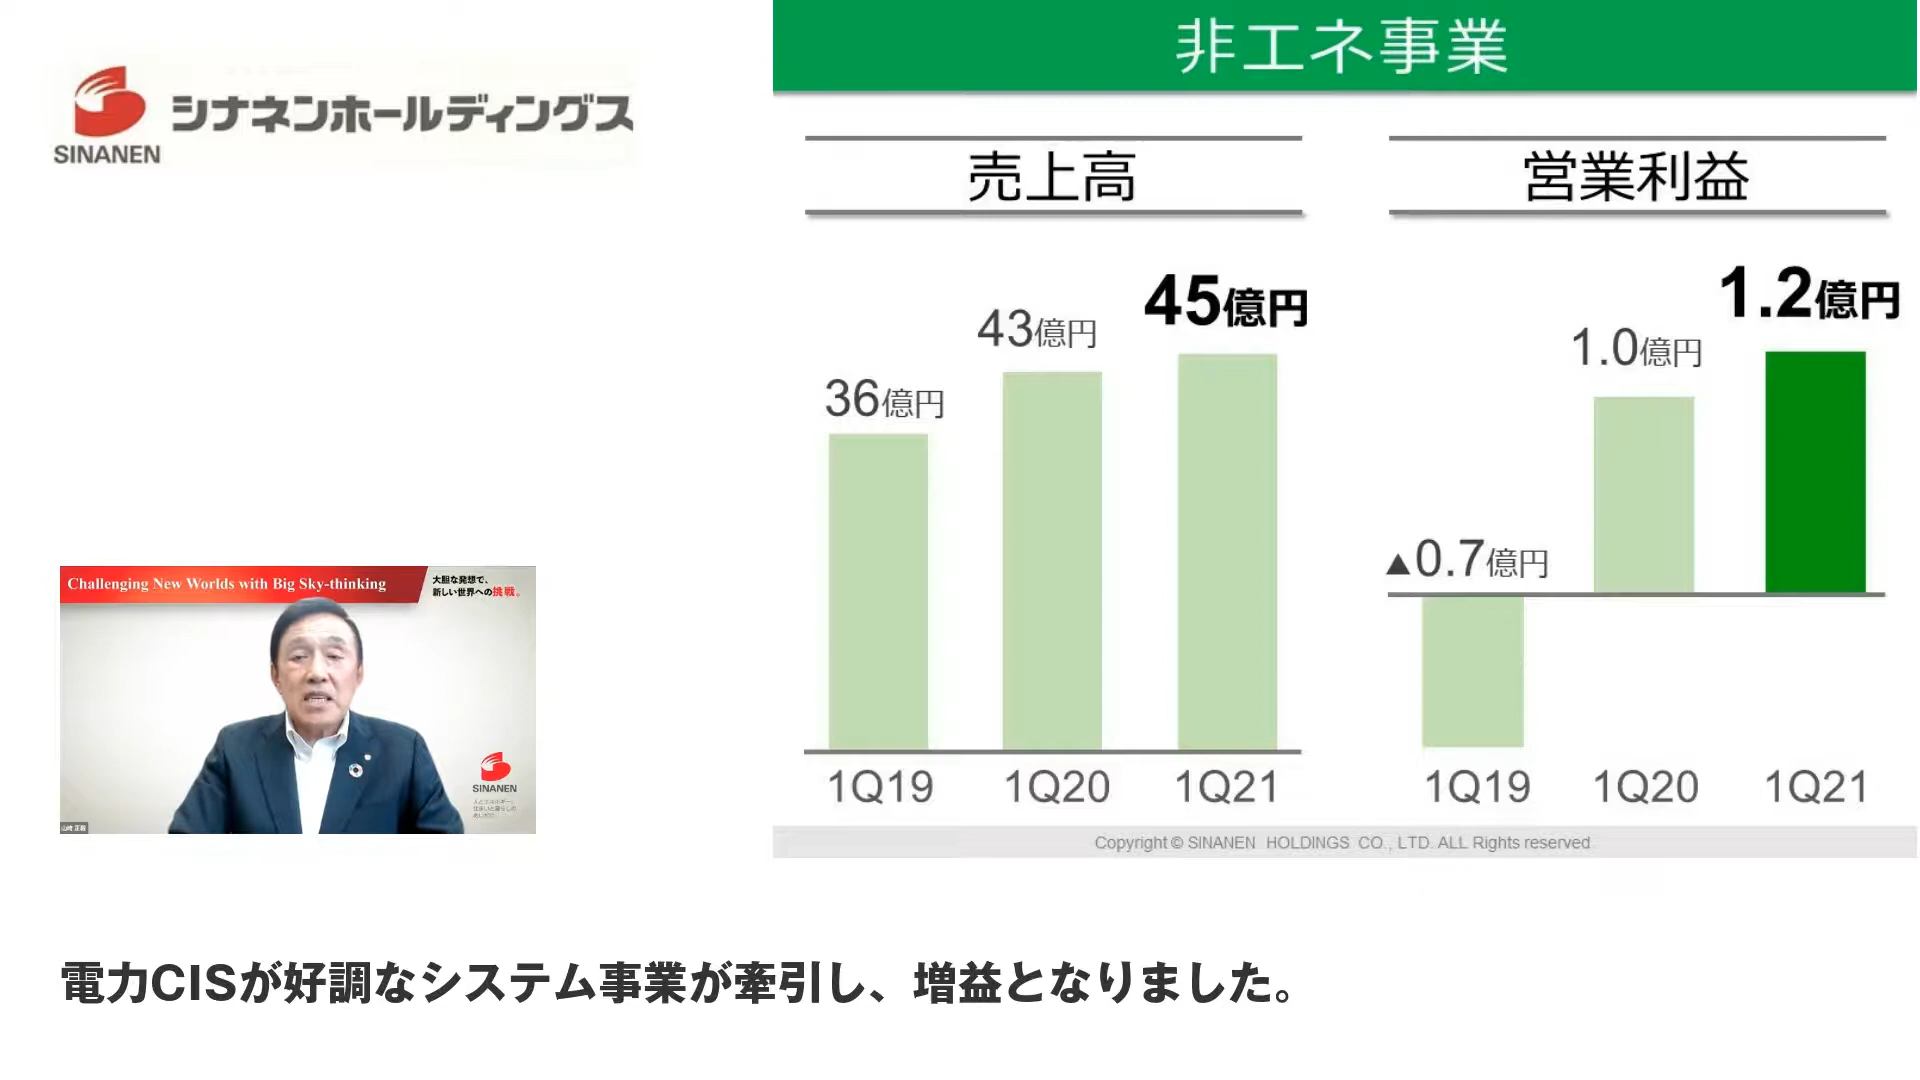 シナネンホールディングス
SINANEN
非エネ事業
売上高
45億円
43億円
36億円
1Q19 1Q20 1Q21
営業利益
1.2億円
1.0億円
▲0.7億円
1Q19 1Q20 1Q21
Copyright © SINANEN HOLDINGS CO., LTD. ALL Rights reserved
Challenging New Worlds with Big Sky-thinking
大胆な発想で、
新しい世界への挑戦。
SINANEN
電力CISが好調なシステム事業が牽引し、増益となりました。